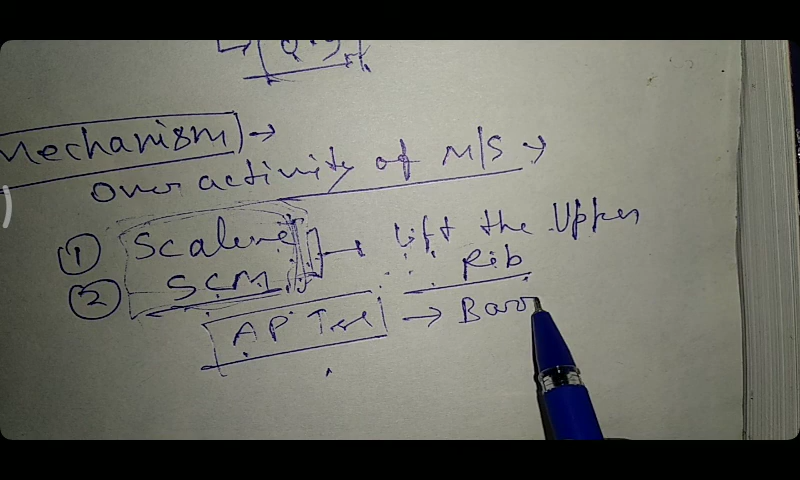 Mechanism) →
Over activity of M/S →
① Scalene → lift the Upper
② SCM Rib
AP → Barr